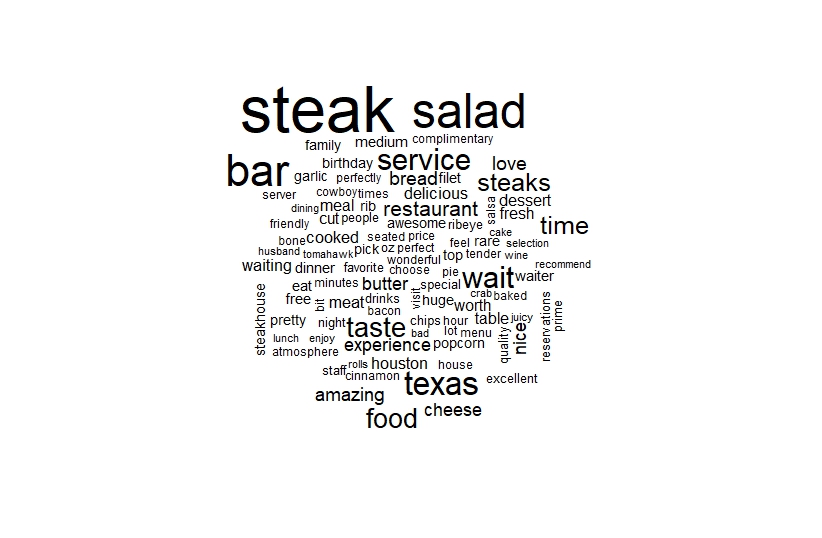 steak salad
family medium complimentary
bar birthday service love
garlic perfectly bread filet steaks
server cowboy times delicious dessert
dining meal rib restaurant salsa fresh
friendly cut people awesome ribeye time
bone cooked seated price feel rare cake selection
husband tomahawk pick oz perfect top tender wine
waiting dinner favorite choose wonderful pie wait waiter recommend
eat minutes butter special crab baked
free bit meat drinks visit huge worth
steakhouse bacon reservations prime
pretty night taste chips hour table juicy
lunch enjoy bad lot menu quality nice
atmosphere experience popcorn
staff rolls houston house
cinnamon texas excellent
amazing
food cheese